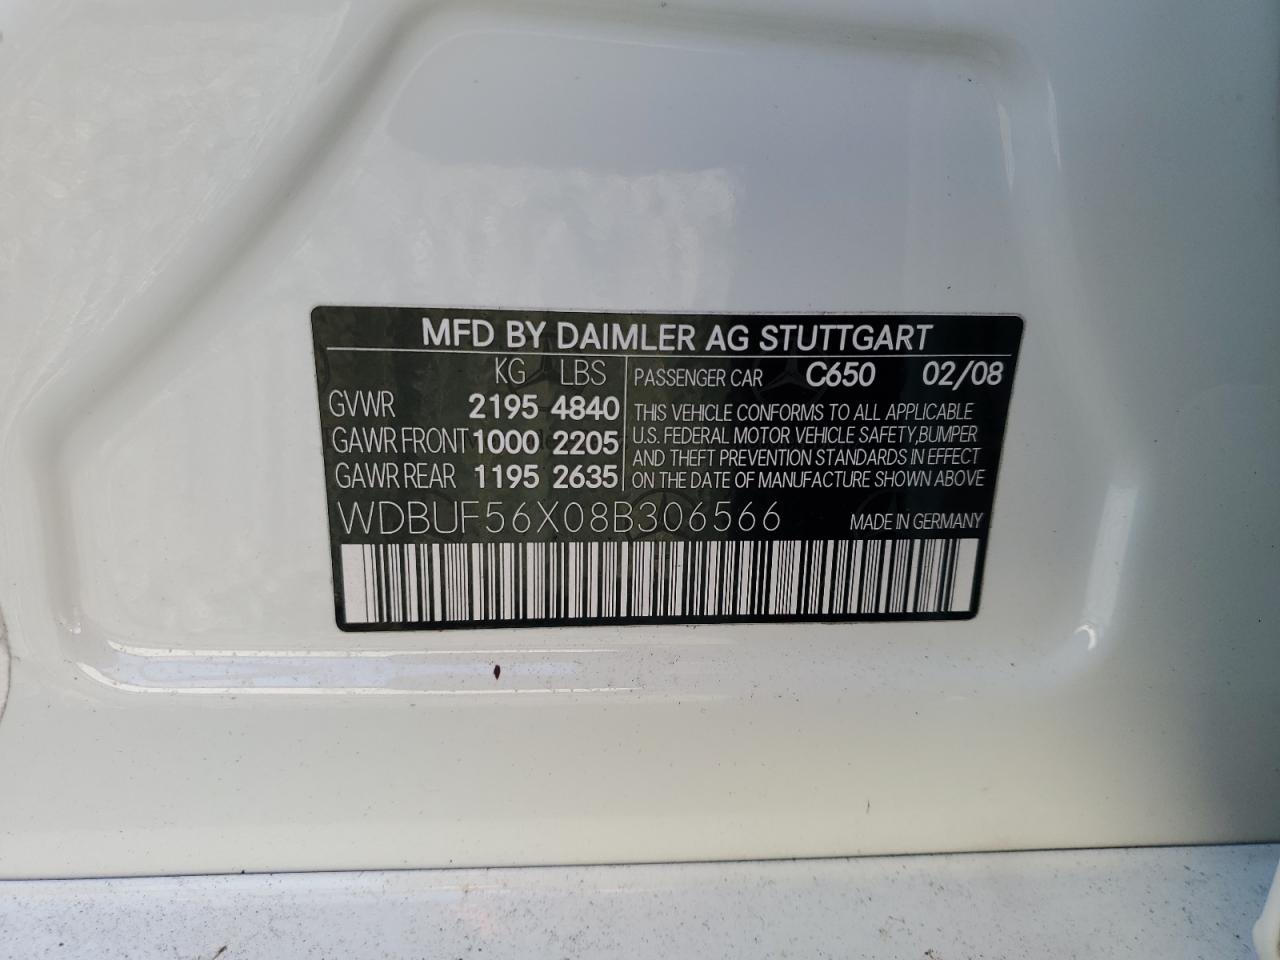 MFD BY DAIMLER AG STUTTGART
KG LBS
GVWR 2195 4840
GAWR FRONT 1000 2205
GAWR REAR 1195 2635
PASSENGER CAR C650 02/08
THIS VEHICLE CONFORMS TO ALL APPLICABLE
U.S. FEDERAL MOTOR VEHICLE SAFETY,BUMPER
AND THEFT PREVENTION STANDARDS IN EFFECT
ON THE DATE OF MANUFACTURE SHOWN ABOVE
WDBUF56X08B306566 MADE IN GERMANY